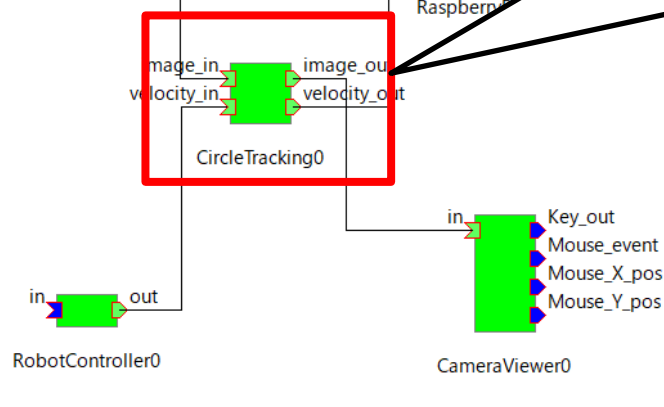 Raspberry
image_in
image_out
velocity_in
velocity_out
CircleTracking0
in
Key_out
Mouse_event
Mouse_X_pos
Mouse_Y_pos
in
out
RobotController0
CameraViewer0